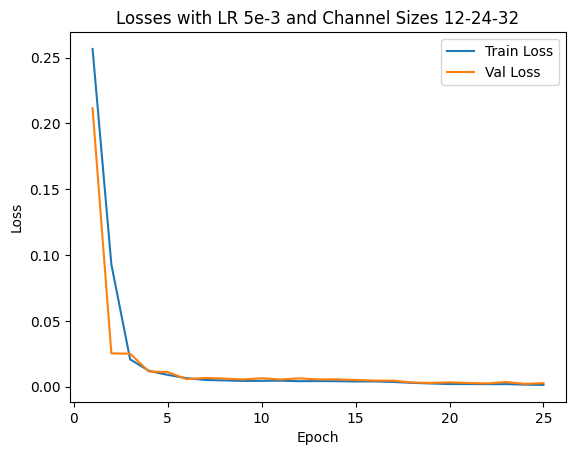 Losses with LR 5e-3 and Channel Sizes 12-24-32
Train Loss
Val Loss
0.25
0.20
0.15
0.10
0.05
0.00
Loss
0 5 10 15 20 25
Epoch